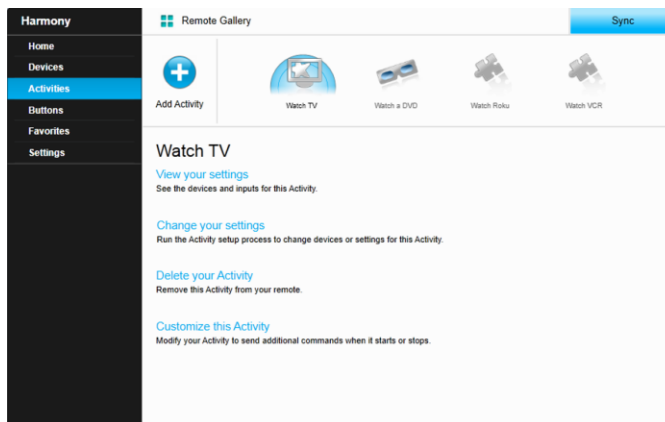 Harmony
Remote Gallery
Sync
Home
Devices
Activities
Buttons
Favorites
Settings
Add Activity
Watch TV
Watch a DVD
Watch Roku
Watch VCR
Watch TV
View your settings
See the devices and inputs for this Activity.
Change your settings
Run the Activity setup process to change devices or settings for this Activity.
Delete your Activity
Remove this Activity from your remote.
Customize this Activity
Modify your Activity to send additional commands when it starts or stops.